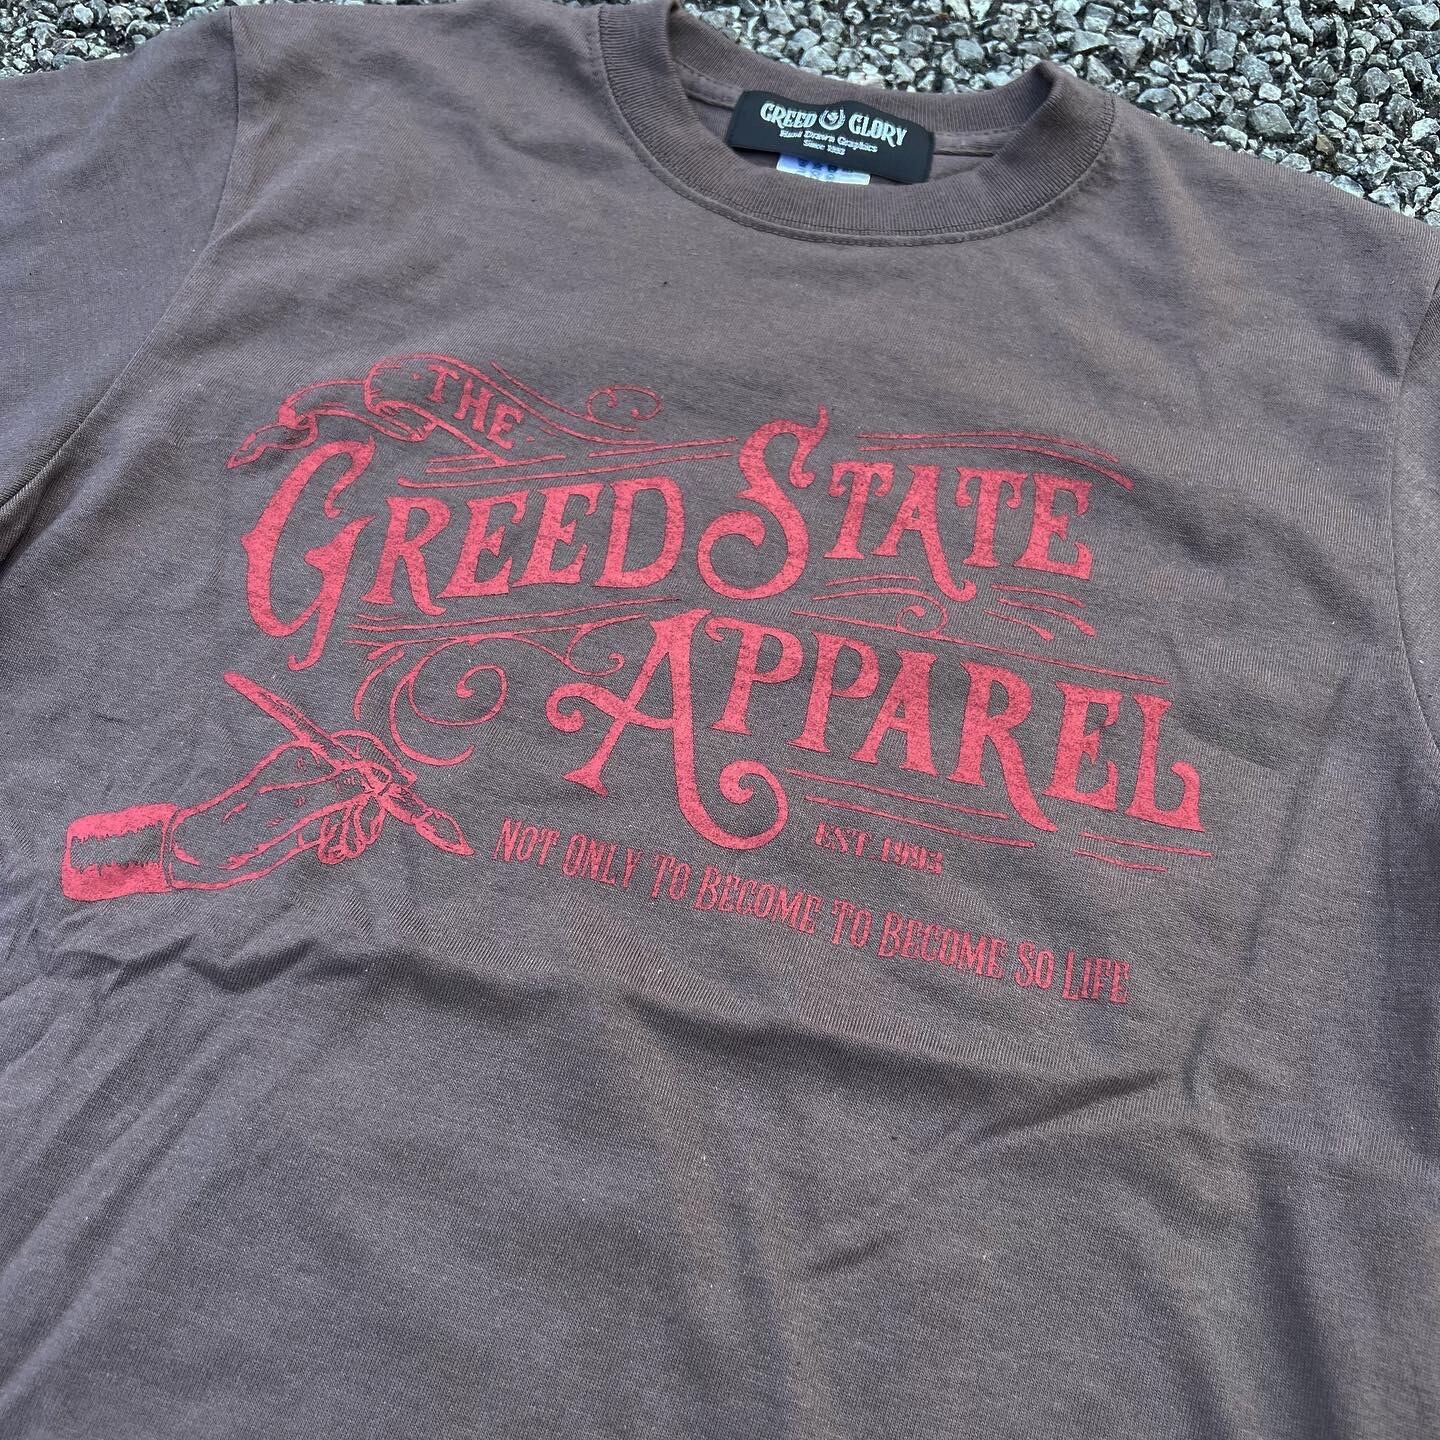 GREED GLORY
Hand Drawn Graphics
THE
GREED STATE
APPAREL
EST.1993
NOT ONLY TO BECOME TO BECOME SO LIFE